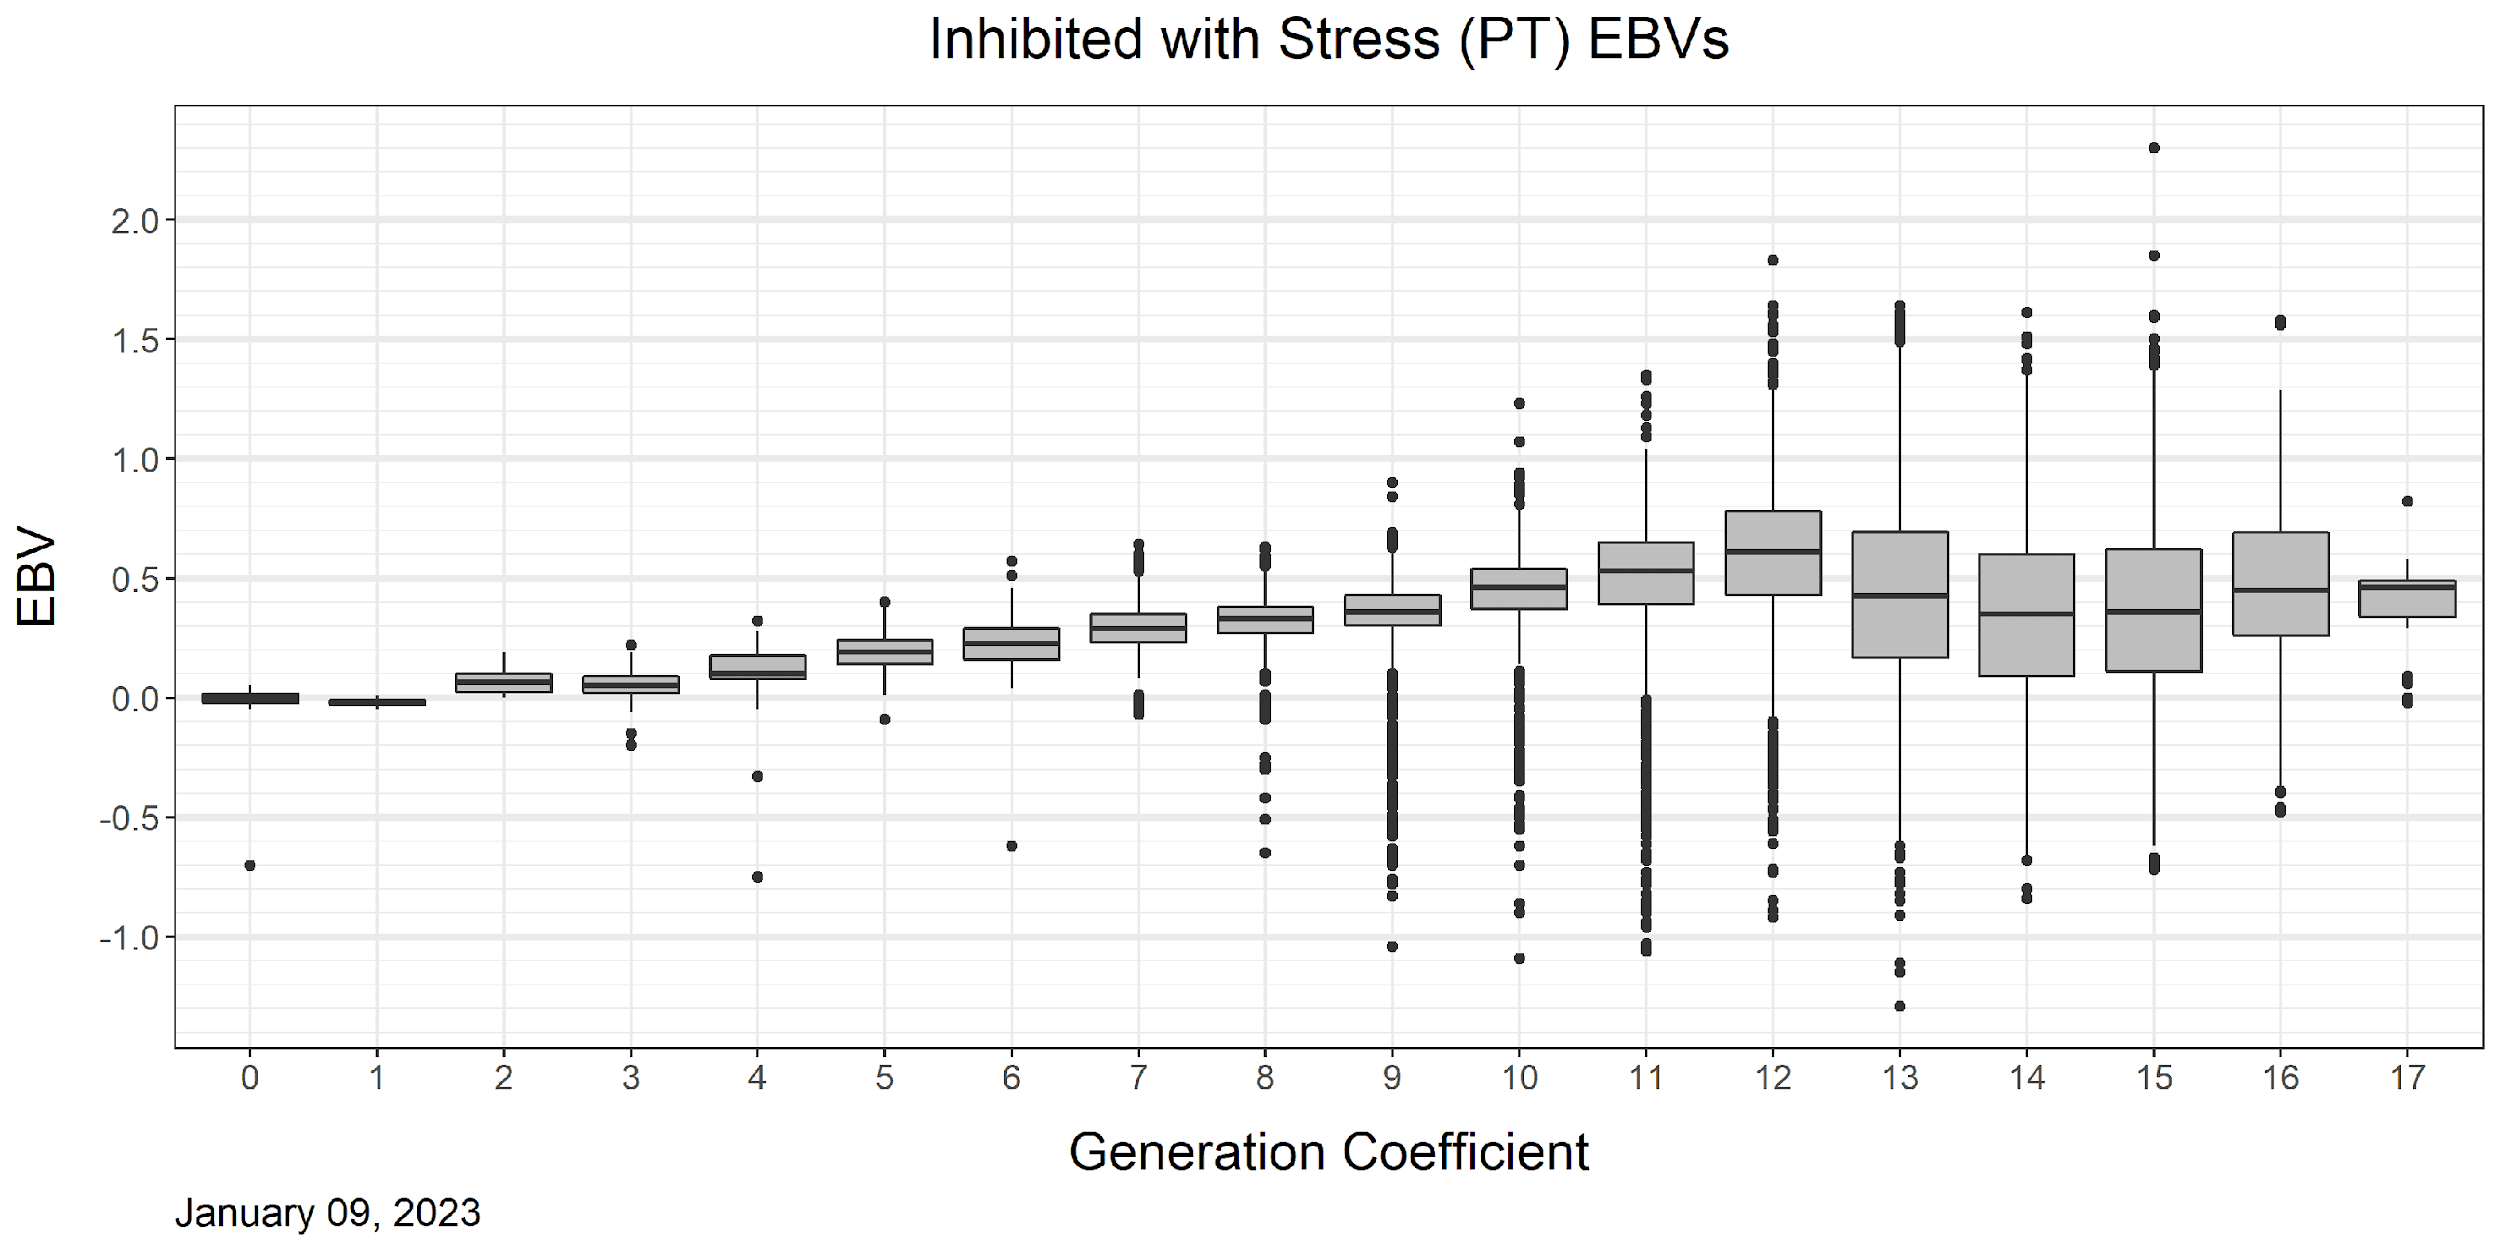 Inhibited with Stress (PT) EBVs
EBV
2.0
1.5
1.0
0.5
0.0
-0.5
-1.0
0 1 2 3 4 5 6 7 8 9 10 11 12 13 14 15 16 17
Generation Coefficient
January 09, 2023